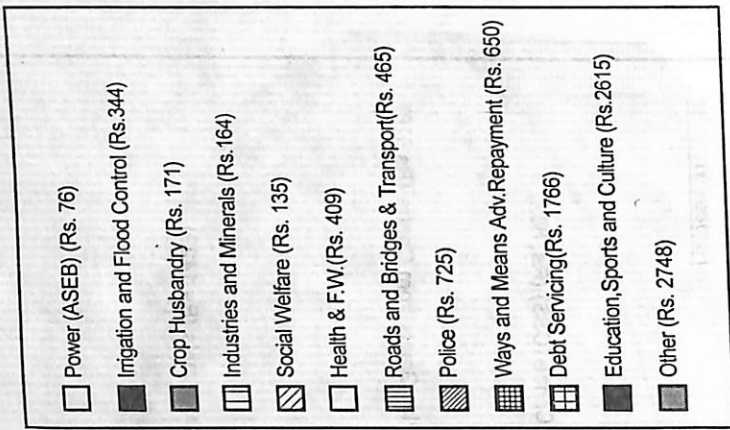 Power (ASEB) (Rs. 76)
Irrigation and Flood Control (Rs.344)
Crop Husbandry (Rs. 171)
Industries and Minerals (Rs.164)
Social Welfare (Rs. 135)
Health & F.W.(Rs. 409)
Roads and Bridges & Transport(Rs. 465)
Police (Rs. 725)
Ways and Means Adv.Repayment (Rs. 650)
Debt Servicing(Rs. 1766)
Education,Sports and Culture (Rs.2615)
Other (Rs. 2748)